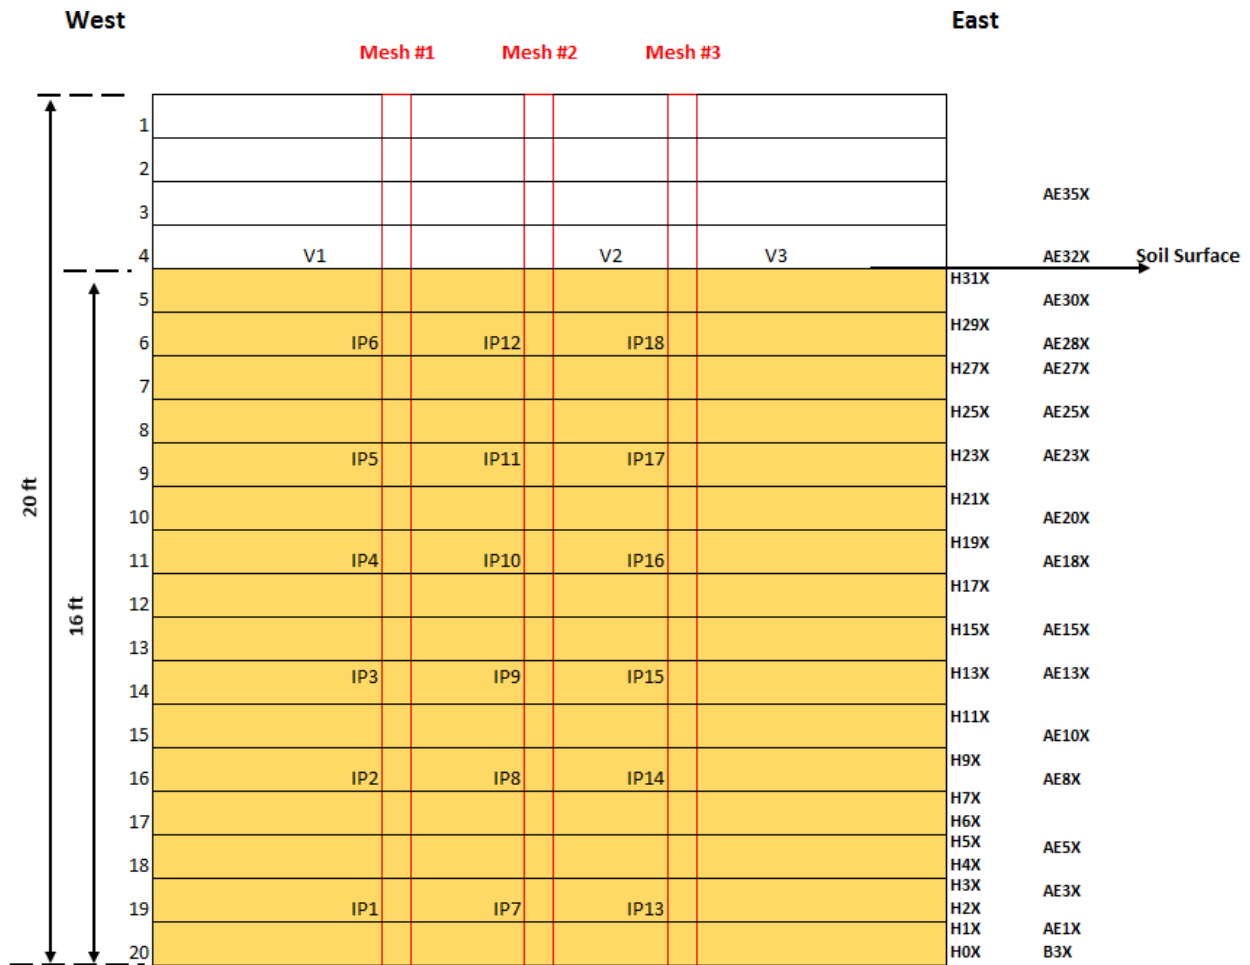 West East
Mesh #1 Mesh #2 Mesh #3
1
2
3 AE35X
4 V1 V2 V3 AE32X Soil Surface
H31X
5 AE30X
H29X
6 IP6 IP12 IP18 AE28X
7 H27X AE27X
8 H25X AE25X
9 IP5 IP11 IP17 H23X AE23X
20 ft
H21X
10 AE20X
H19X
11 IP4 IP10 IP16 AE18X
H17X
12
16 ft
13 H15X AE15X
14 IP3 IP9 IP15 H13X AE13X
H11X
15 AE10X
H9X
16 IP2 IP8 IP14 AE8X
H7X
17 H6X
H5X AE5X
18 H4X
H3X AE3X
19 IP1 IP7 IP13 H2X
H1X AE1X
20 H0X B3X